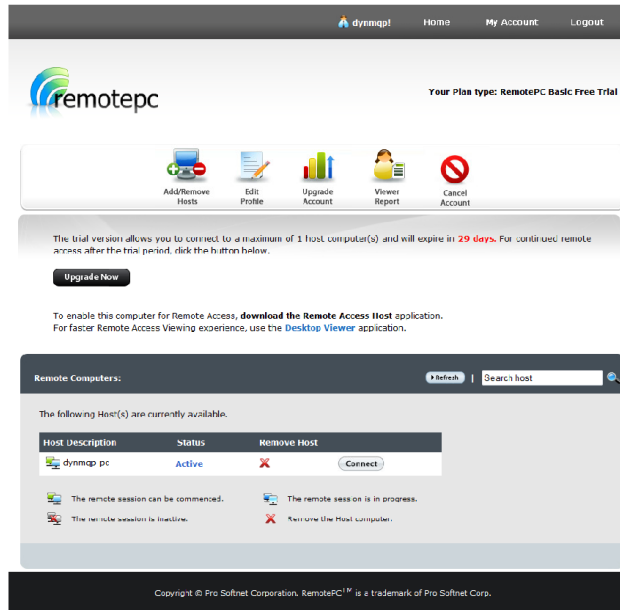 dynmqp! Home My Account Logout
remotepc
Your Plan type: RemotePC Basic Free Trial
Add/Remove Hosts
Edit Profile
Upgrade Account
Viewer Report
Cancel Account
The trial version allows you to connect to a maximum of 1 host computer(s) and will expire in 29 days. For continued remote
access after the trial period, click the button below.
Upgrade Now
To enable this computer for Remote Access, download the Remote Access Host application.
For faster Remote Access Viewing experience, use the Desktop Viewer application.
Remote Computers: Refresh | Search host
The following Host(s) are currently available.
Host Description Status Remove Host
dynmqp pc Active Connect
The remote session can be commenced. The remote session is in progress.
The remote session is inactive. Remove the Host computer.
Copyright © Pro Softnet Corporation. RemotePC™ is a trademark of Pro Softnet Corp.